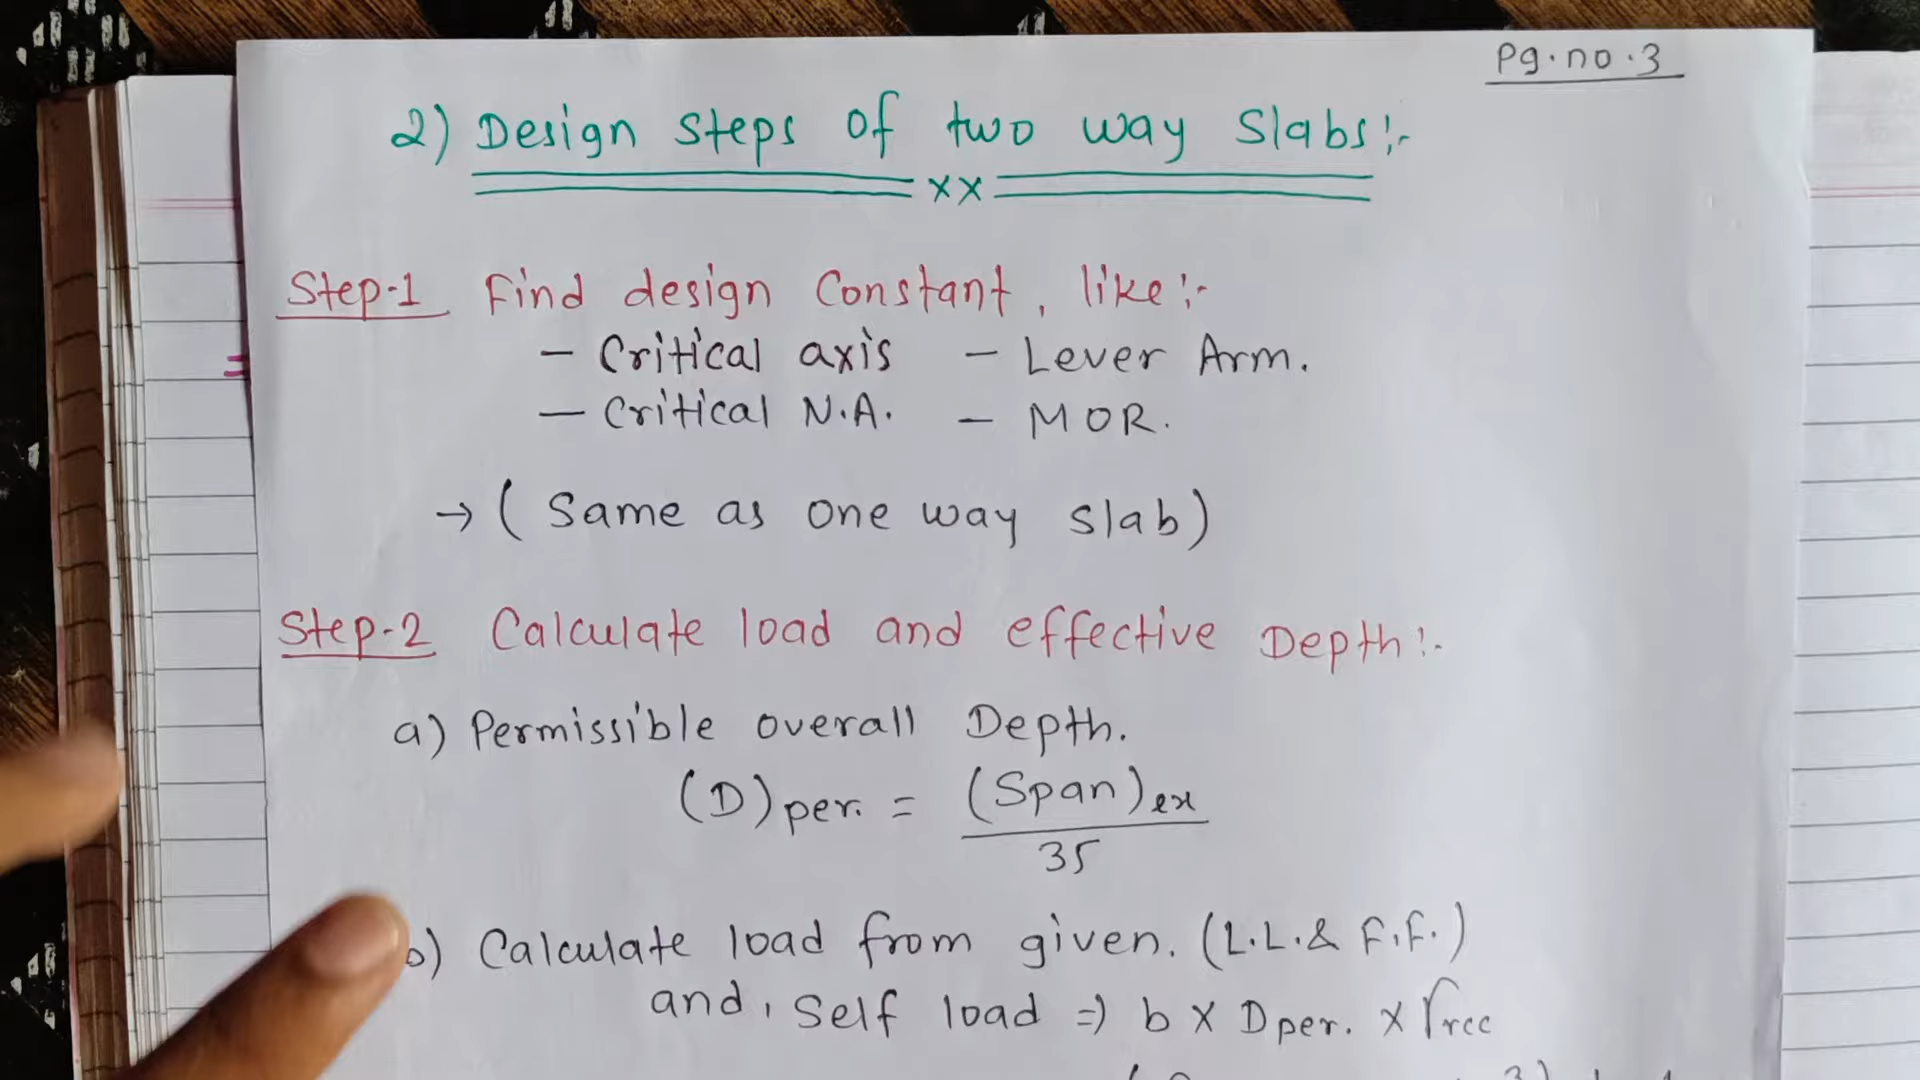 Pg.no.3
2) Design steps of two way Slabs:-
xx
Step-1 Find design Constant, like:-
- Critical axis - Lever Arm.
- Critical N.A. - MOR.
→ (Same as one way slab)
Step-2 Calculate load and effective Depth:-
a) Permissible overall Depth.
(D)per. = (Span)ex
35
b) Calculate load from given. (L.L. & F.F.)
and, Self load => b x Dper. x γrcc